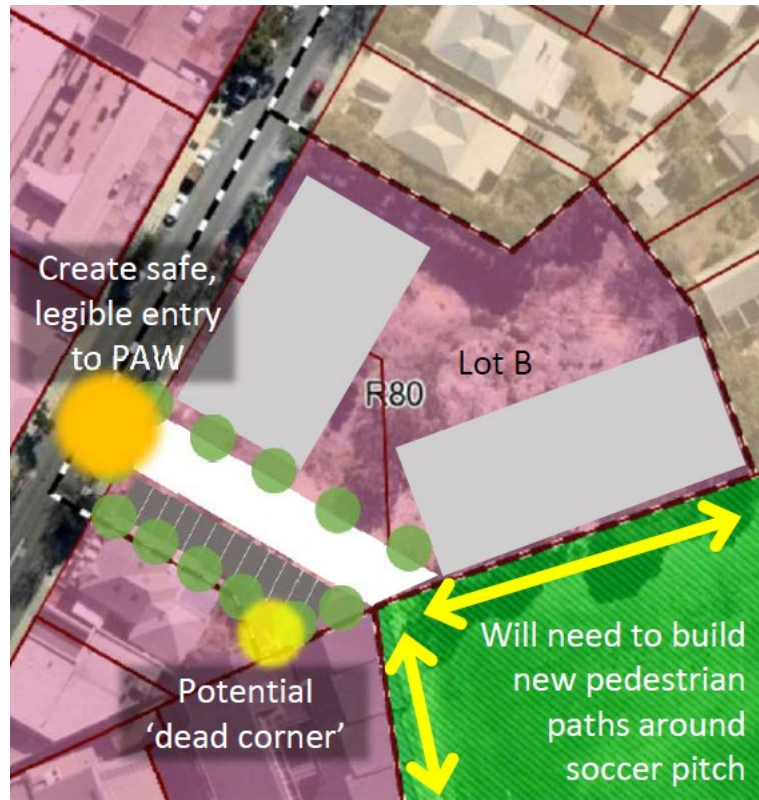 Create safe,
legible entry
to PAW
Lot B
R80
Potential
‘dead corner’
Will need to build
new pedestrian
paths around
soccer pitch